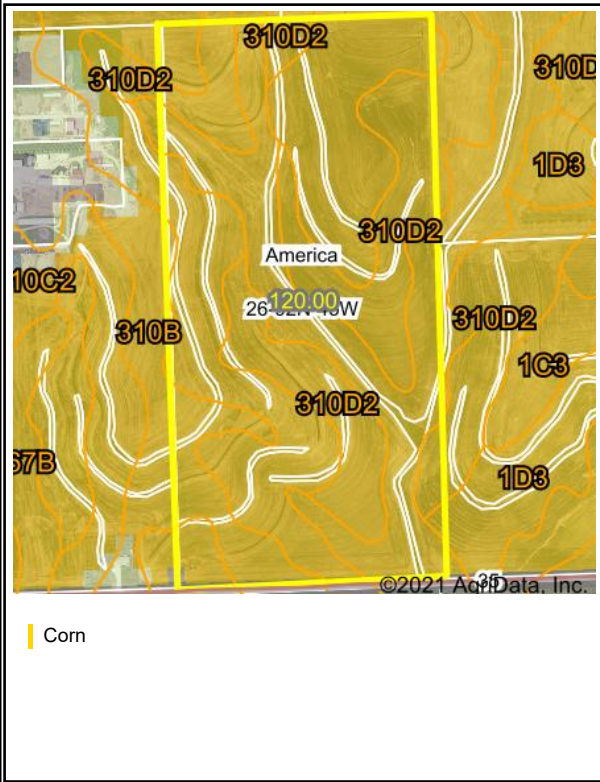 310D2
310D2
310D
1D3
310D2
America
10C2
120.00
310B
310D2
1C3
310D2
67B
1D3
©2021 AgriData, Inc.
Corn